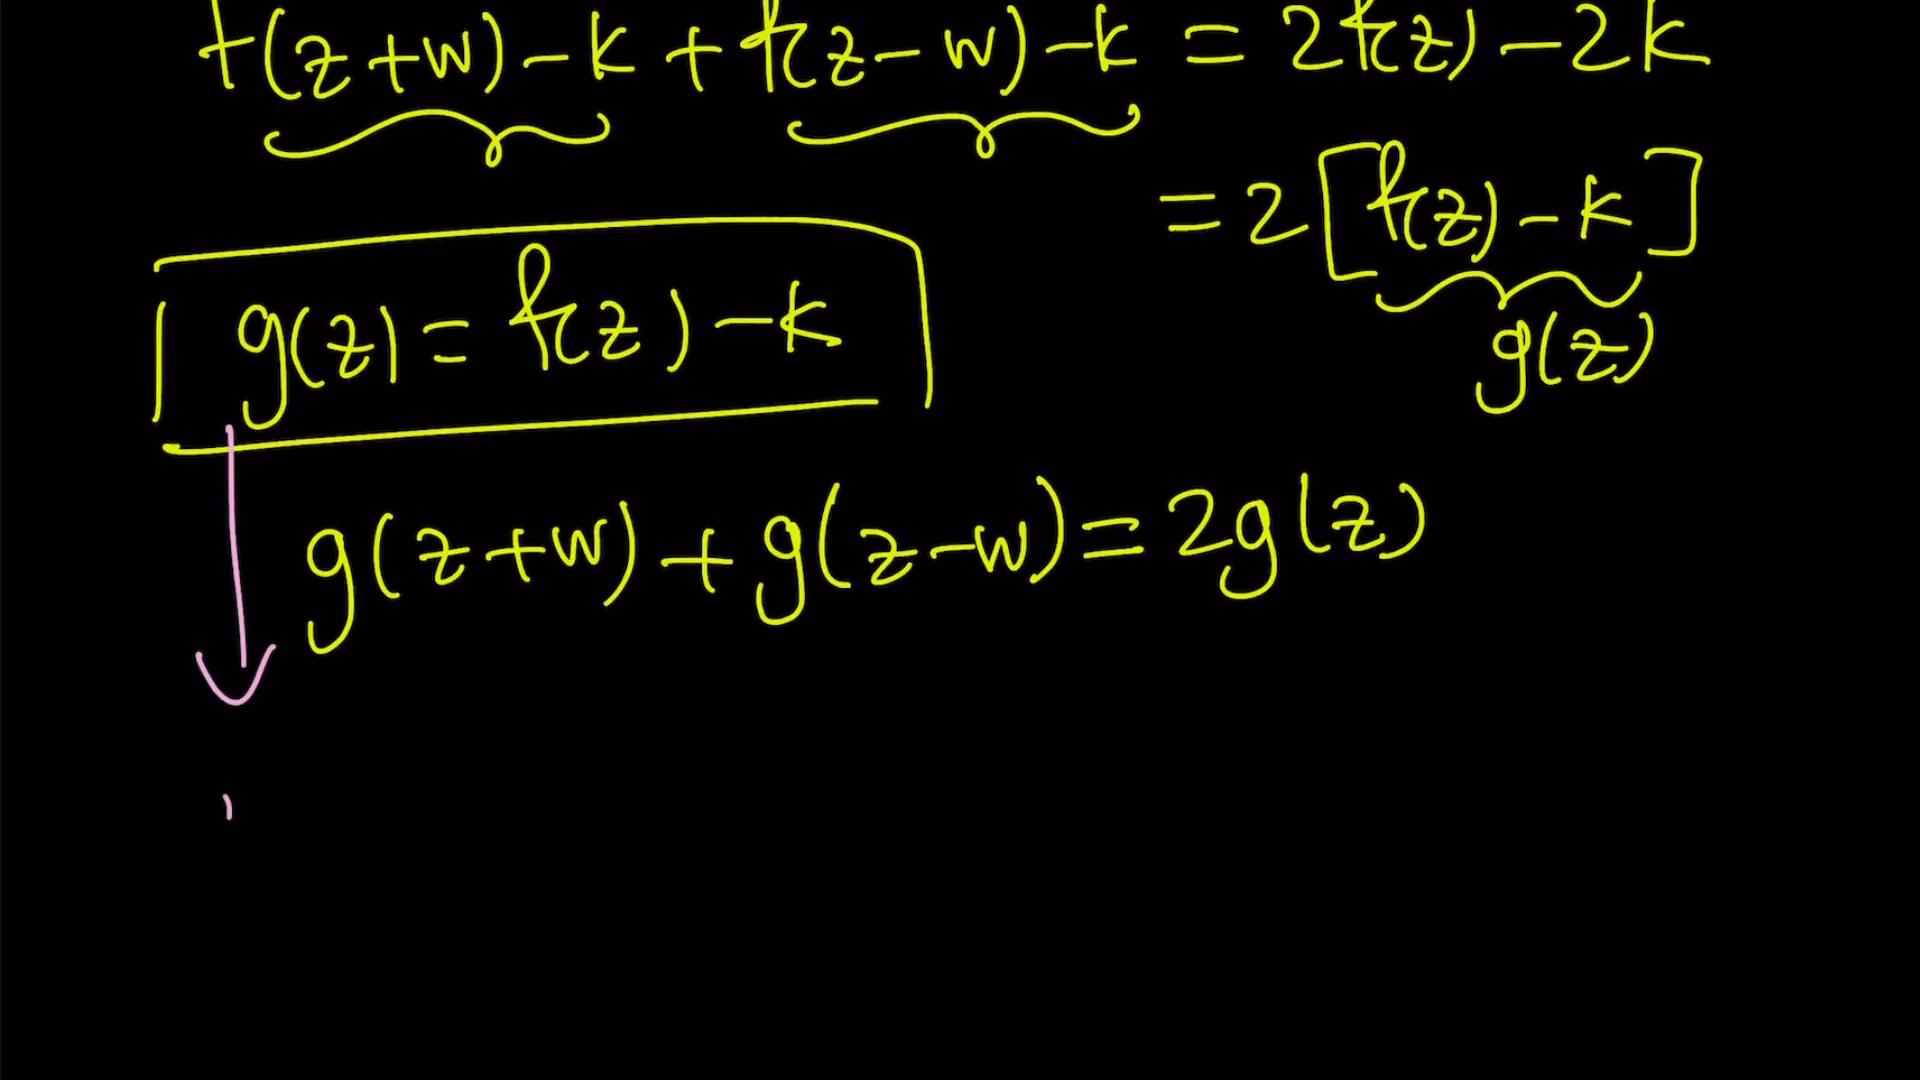 f(z+w)-k+f(z-w)-k = 2f(z)-2k
=2[f(z)-k]
g(z)
g(z) = f(z)-k
g(z+w)+g(z-w)=2g(z)